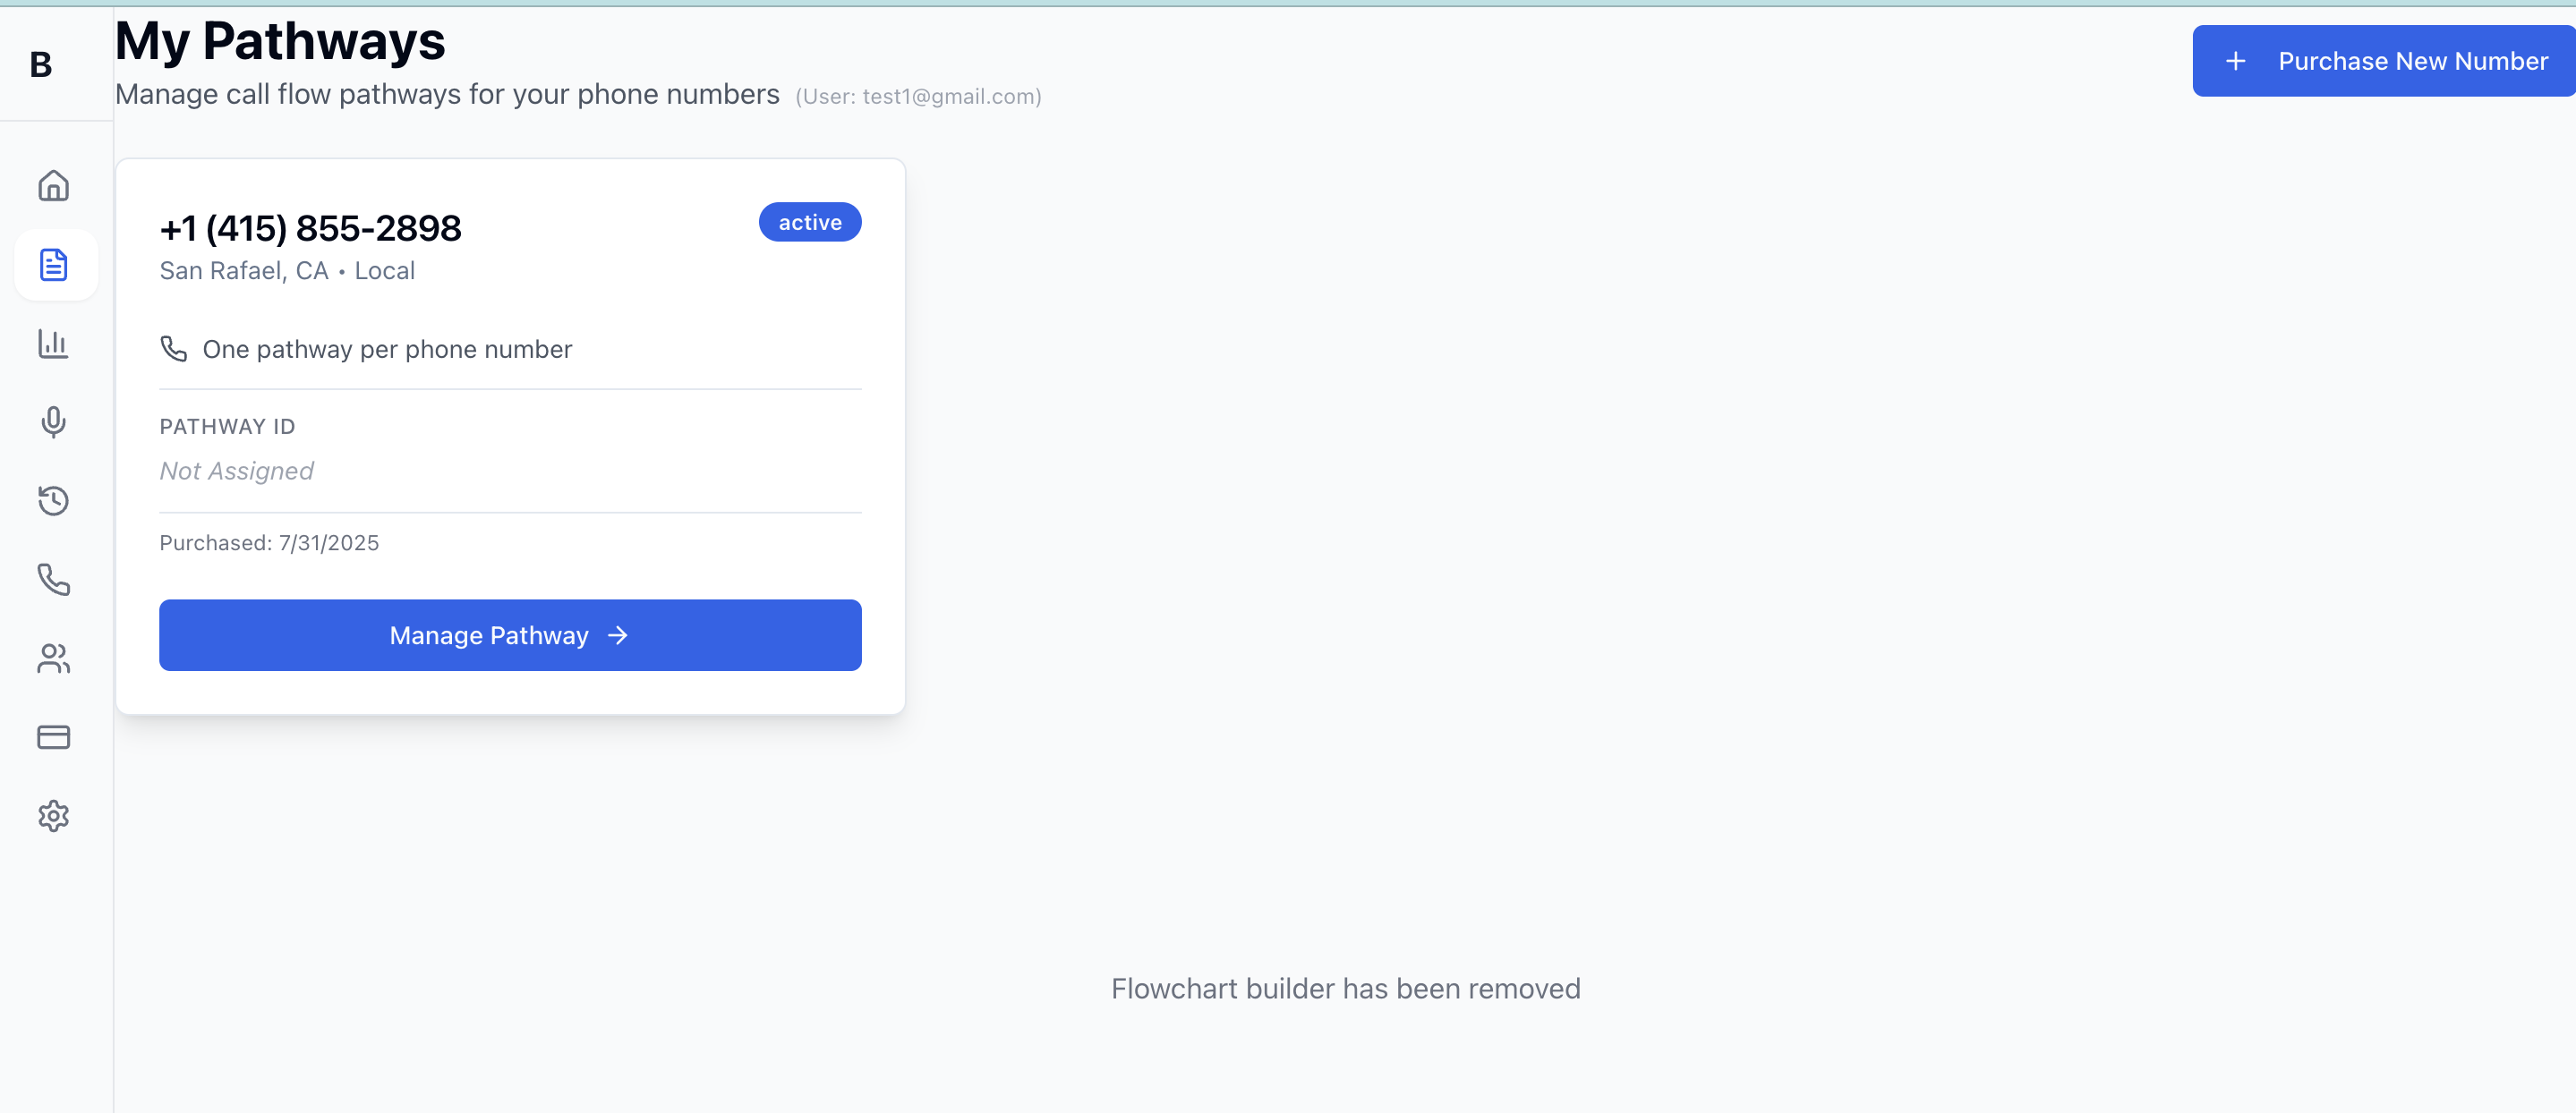 B
My Pathways
Manage call flow pathways for your phone numbers (User: test1@gmail.com)
Purchase New Number
+1 (415) 855-2898
active
San Rafael, CA • Local
One pathway per phone number
PATHWAY ID
Not Assigned
Purchased: 7/31/2025
Manage Pathway →
Flowchart builder has been removed